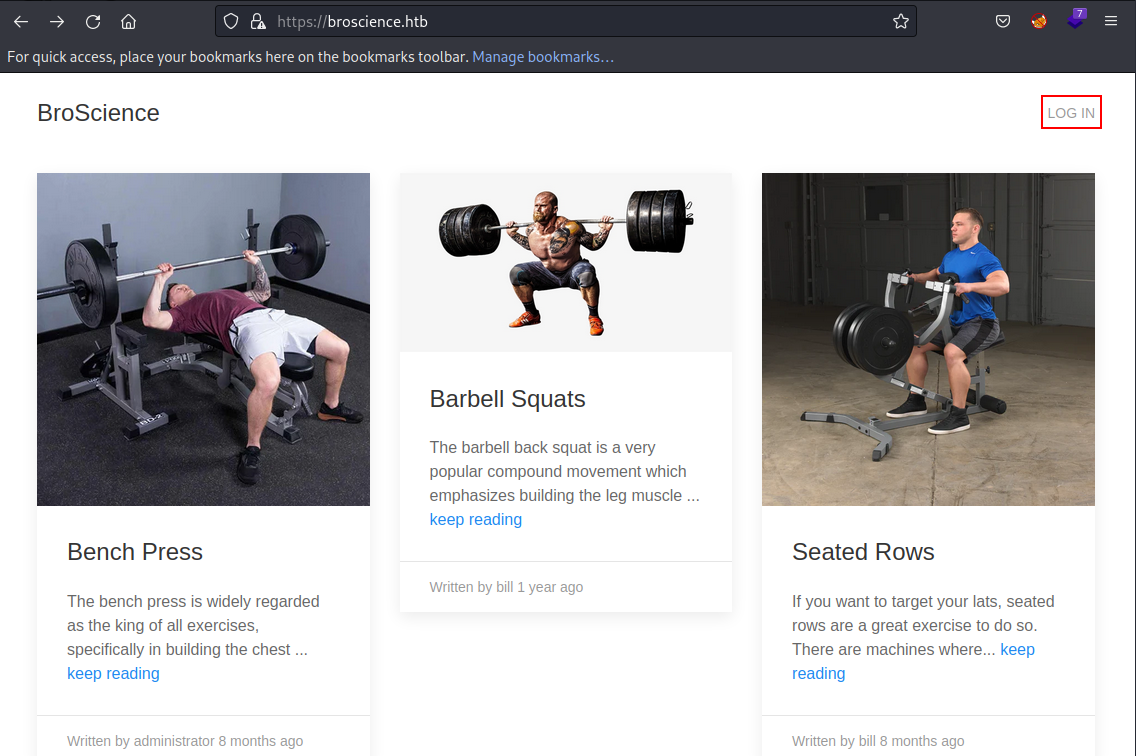 7
https://broscience.htb
For quick access, place your bookmarks here on the bookmarks toolbar. Manage bookmarks…
BroScience
LOG IN
Bench Press
The bench press is widely regarded
as the king of all exercises,
specifically in building the chest ...
keep reading
Written by administrator 8 months ago
Barbell Squats
The barbell back squat is a very
popular compound movement which
emphasizes building the leg muscle ...
keep reading
Written by bill 1 year ago
Seated Rows
If you want to target your lats, seated
rows are a great exercise to do so.
There are machines where... keep
reading
Written by bill 8 months ago